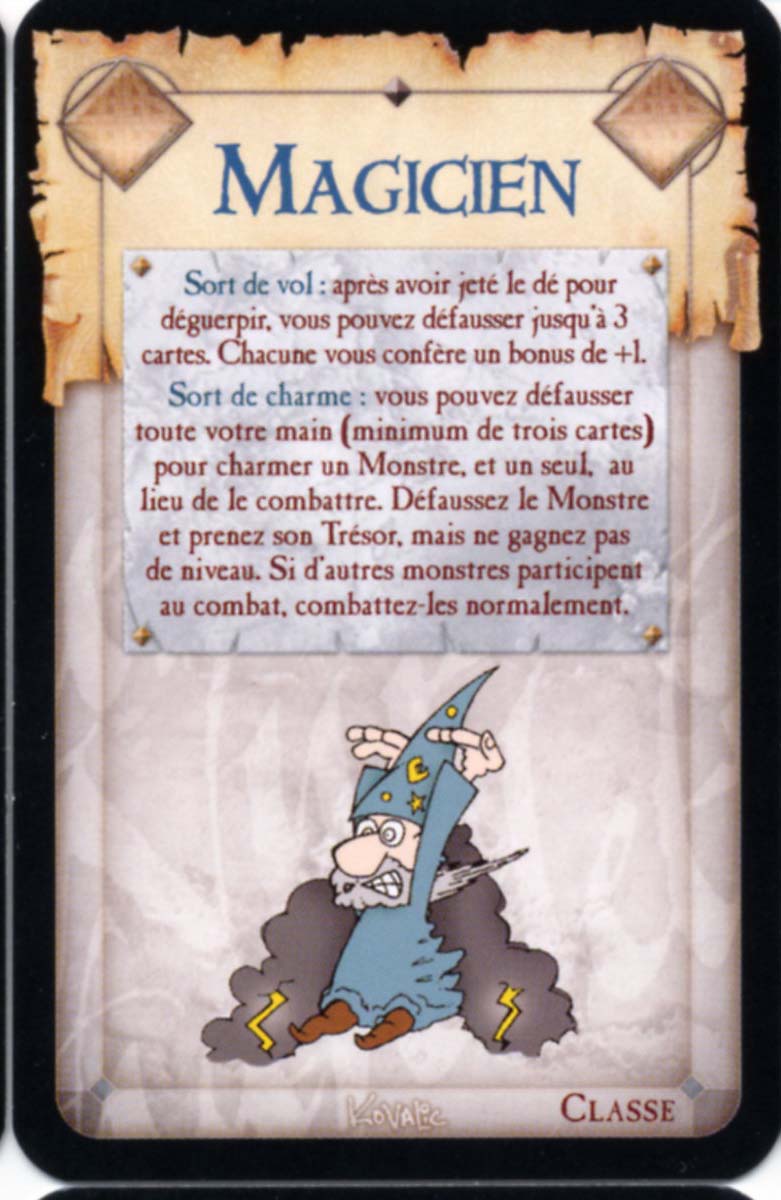 MAGICIEN
Sort de vol : après avoir jeté le dé pour
déguerpir, vous pouvez défausser jusqu'à 3
cartes. Chacune vous confère un bonus de +1.
Sort de charme : vous pouvez défausser
toute votre main (minimum de trois cartes)
pour charmer un Monstre, et un seul, au
lieu de le combattre. Défaussez le Monstre
et prenez son Trésor, mais ne gagnez pas
de niveau. Si d'autres monstres participent
au combat, combattez-les normalement.
KOVALIC
CLASSE